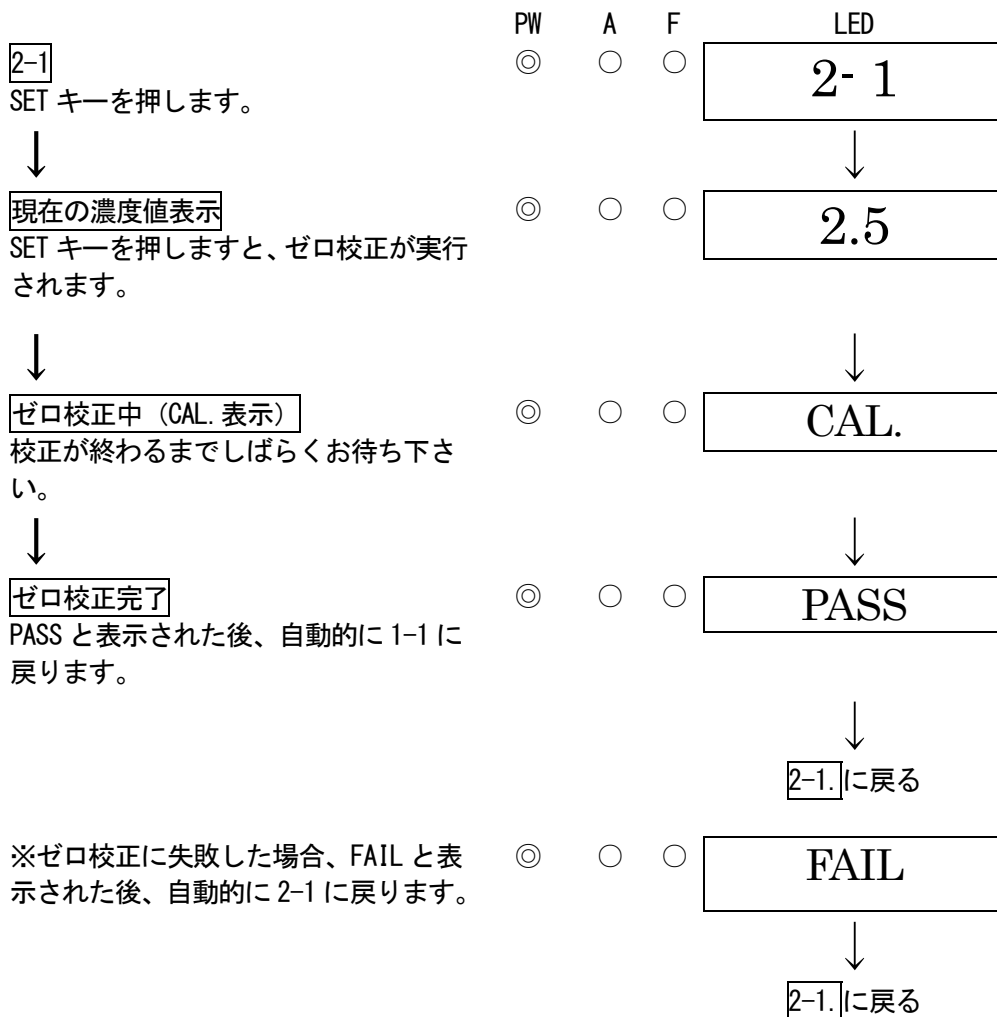 PW A F LED
2-1 ◎ ○ ○ 2- 1
SET キーを押します。
↓ ↓
現在の濃度値表示 ◎ ○ ○ 2.5
SET キーを押しますと、ゼロ校正が実行
されます。
↓ ↓
ゼロ校正中（CAL. 表示） ◎ ○ ○ CAL.
校正が終わるまでしばらくお待ち下さ
い。
↓ ↓
ゼロ校正完了 ◎ ○ ○ PASS
PASS と表示された後、自動的に 1-1 に
戻ります。
↓
2-1. に戻る
※ゼロ校正に失敗した場合、FAIL と表 ◎ ○ ○ FAIL
示された後、自動的に 2-1 に戻ります。
↓
2-1. に戻る